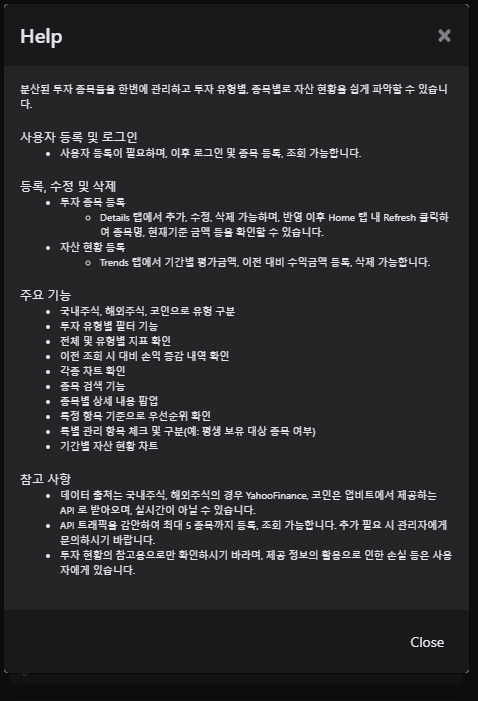 Help
×
분산된 투자 종목들을 한번에 관리하고 투자 유형별, 종목별로 자산 현황을 쉽게 파악할 수 있습니
다.
사용자 등록 및 로그인
• 사용자 등록이 필요하며, 이후 로그인 및 종목 등록, 조회 가능합니다.
등록, 수정 및 삭제
• 투자 종목 등록
◦ Details 탭에서 추가, 수정, 삭제 가능하며, 반영 이후 Home 탭 내 Refresh 클릭하
여 종목명, 현재기준 금액 등을 확인할 수 있습니다.
• 자산 현황 등록
◦ Trends 탭에서 기간별 평가금액, 이전 대비 수익금액 등록, 삭제 가능합니다.
주요 기능
• 국내주식, 해외주식, 코인으로 유형 구분
• 투자 유형별 필터 기능
• 전체 및 유형별 지표 확인
• 이전 조회 시 대비 손익 증감 내역 확인
• 각종 차트 확인
• 종목 검색 기능
• 종목별 상세 내용 팝업
• 특정 항목 기준으로 우선순위 확인
• 특별 관리 항목 체크 및 구분(예: 평생 보유 대상 종목 여부)
• 기간별 자산 현황 차트
참고 사항
• 데이터 출처는 국내주식, 해외주식의 경우 YahooFinance, 코인은 업비트에서 제공하는
API 로 받아오며, 실시간이 아닐 수 있습니다.
• API 트래픽을 감안하여 최대 5 종목까지 등록, 조회 가능합니다. 추가 필요 시 관리자에게
문의하시기 바랍니다.
• 투자 현황의 참고용으로만 확인하시기 바라며, 제공 정보의 활용으로 인한 손실 등은 사용
자에게 있습니다.
Close